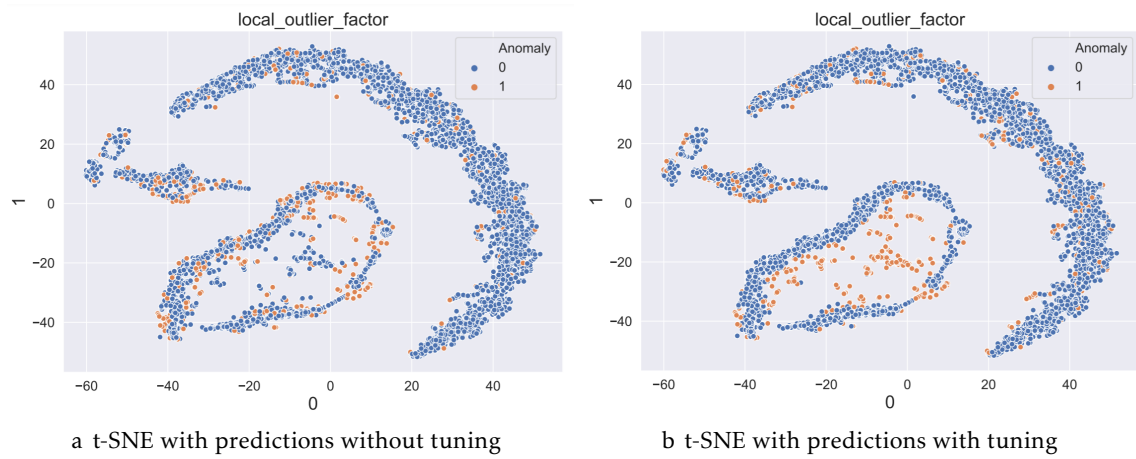 local_outlier_factor
Anomaly
0
1
40
20
0
−20
−40
1
−60 −40 −20 0 20 40
0
a t-SNE with predictions without tuning
local_outlier_factor
Anomaly
0
1
40
20
0
−20
−40
1
−60 −40 −20 0 20 40
0
b t-SNE with predictions with tuning